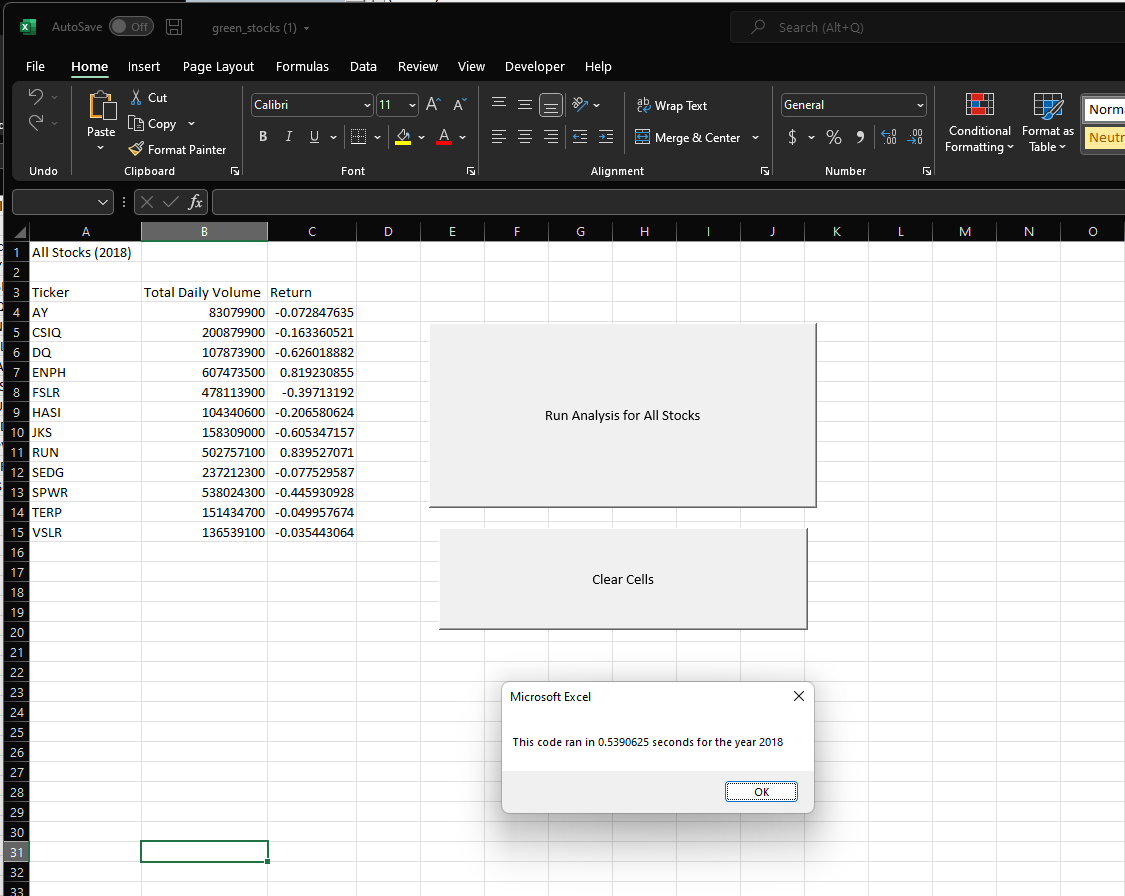 AutoSave Off green_stocks (1) Search (Alt+Q)
File Home Insert Page Layout Formulas Data Review View Developer Help
Cut
Copy
Format Painter
Paste
Calibri 11
B I U
Wrap Text
Merge & Center
General
$ % 9
Conditional Formatting
Format as Table
Norm
Neutr
Undo Clipboard Font Alignment Number
fx
A B C D E F G H I J K L M N O
1 All Stocks (2018)
2
3 Ticker Total Daily Volume Return
4 AY 83079900 -0.072847635
5 CSIQ 200879900 -0.163360521
6 DQ 107873900 -0.626018882
7 ENPH 607473500 0.819230855
8 FSLR 478113900 -0.39713192
9 HASI 104340600 -0.206580624
10 JKS 158309000 -0.605347157
11 RUN 502757100 0.839527071
12 SEDG 237212300 -0.077529587
13 SPWR 538024300 -0.445930928
14 TERP 151434700 -0.049957674
15 VSLR 136539100 -0.035443064
16
17
18
19
20
21
22
23
24
25
26
27
28
29
30
31
32
33
Run Analysis for All Stocks
Clear Cells
Microsoft Excel
This code ran in 0.5390625 seconds for the year 2018
OK